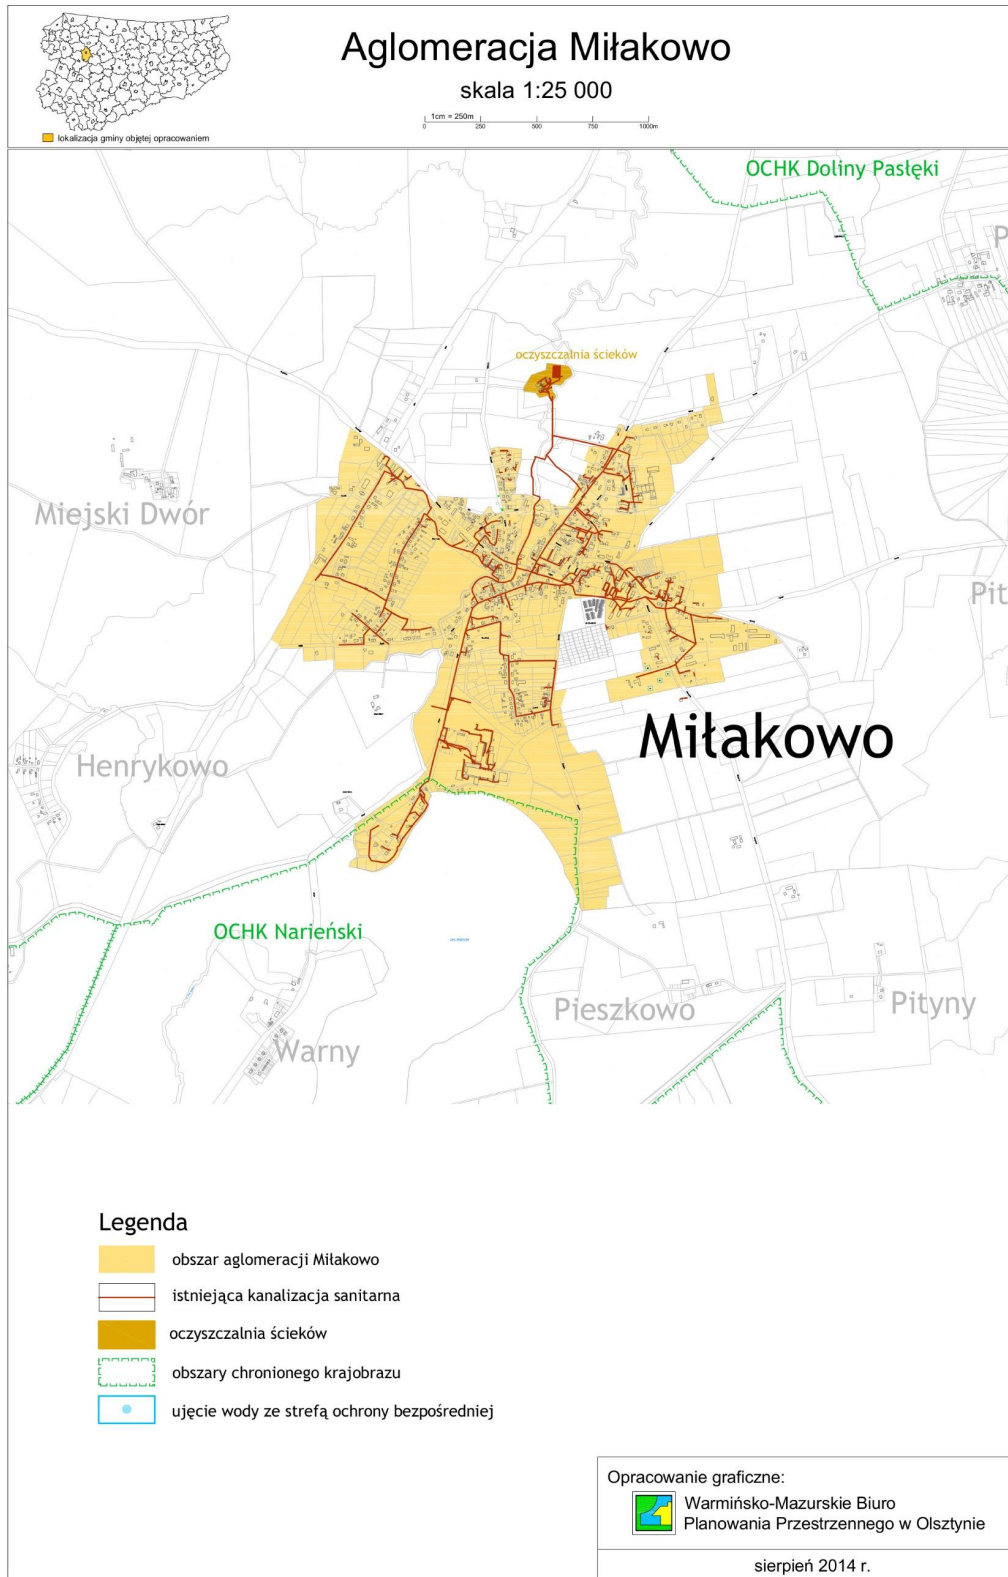 Aglomeracja Miłakowo
skala 1:25 000
1cm = 250m
0 250 500 750 1000m
lokalizacja gminy objętej opracowaniem
OCHK Doliny Pasłęki
P
oczyszczalnia ścieków
Miejski Dwór
Pit
Miłakowo
Henrykowo
OCHK Narieński
Pieszkowo
Pityny
Warny
Legenda
obszar aglomeracji Miłakowo
istniejąca kanalizacja sanitarna
oczyszczalnia ścieków
obszary chronionego krajobrazu
ujęcie wody ze strefą ochrony bezpośredniej
Opracowanie graficzne:
Warmińsko-Mazurskie Biuro
Planowania Przestrzennego w Olsztynie
sierpień 2014 r.